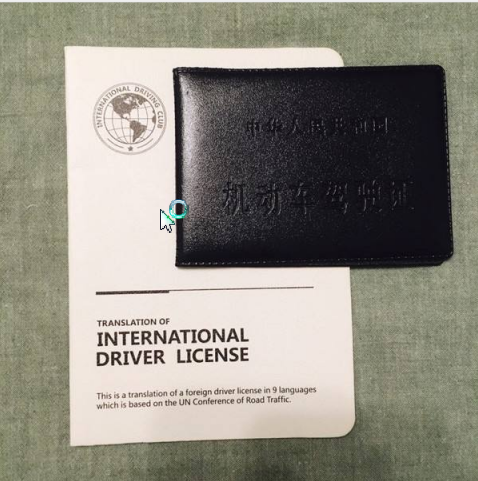 INTERNATIONAL DRIVING CLUB
中华人民共和国
机动车驾驶证
TRANSLATION OF
INTERNATIONAL
DRIVER LICENSE
This is a translation of a foreign driver license in 9 languages
which is based on the UN Conference of Road Traffic.